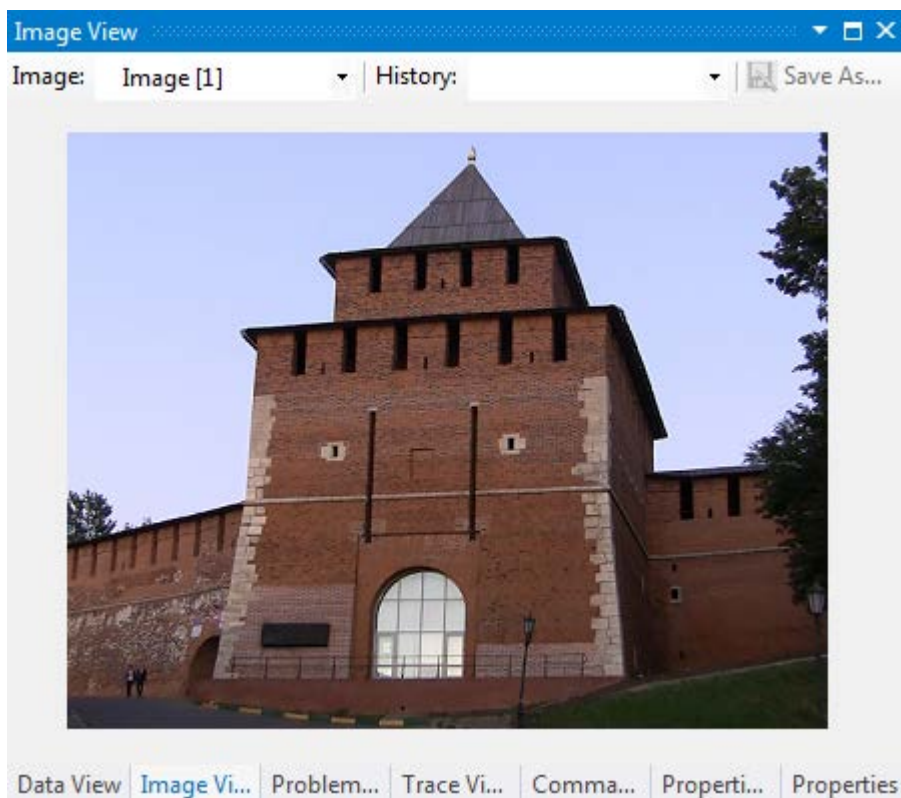 Image View
Image: Image [1] History: Save As...
Data View Image Vi... Problem... Trace Vi... Comma... Properti... Properties